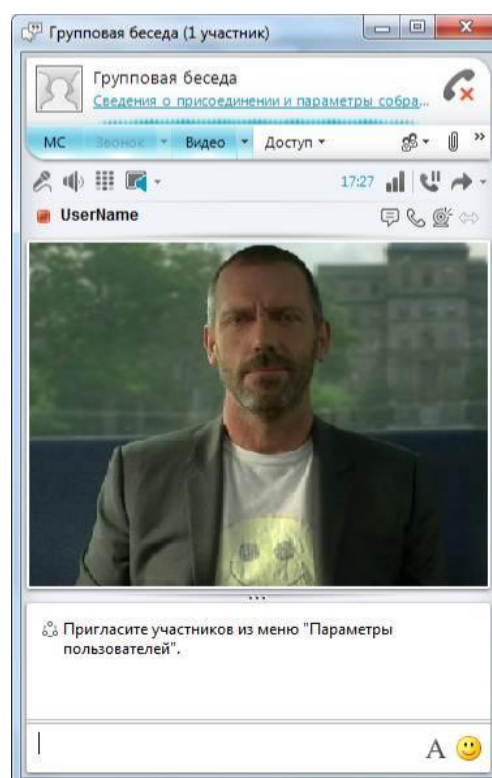 Групповая беседа (1 участник)
Групповая беседа
Сведения о присоединении и параметры собра...
МС Звонок Видео Доступ »
17:27
UserName
Пригласите участников из меню "Параметры
пользователей".
A